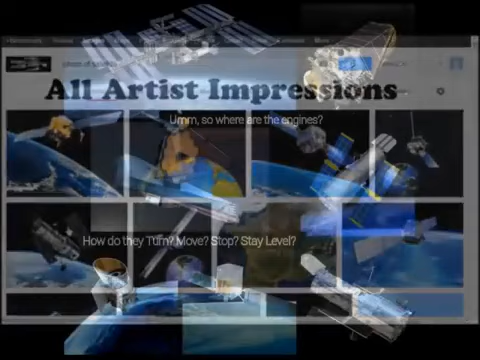 All Artist Impressions
Umm, so where are the engines?
How do they Turn? Move? Stop? Stay Level?